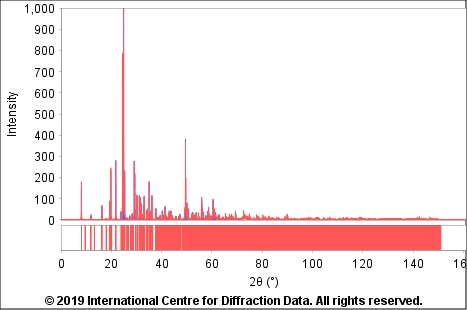 1,000
900
800
700
600
500
400
300
200
100
0
Intensity
0 20 40 60 80 100 120 140 16
2θ (°)
© 2019 International Centre for Diffraction Data. All rights reserved.